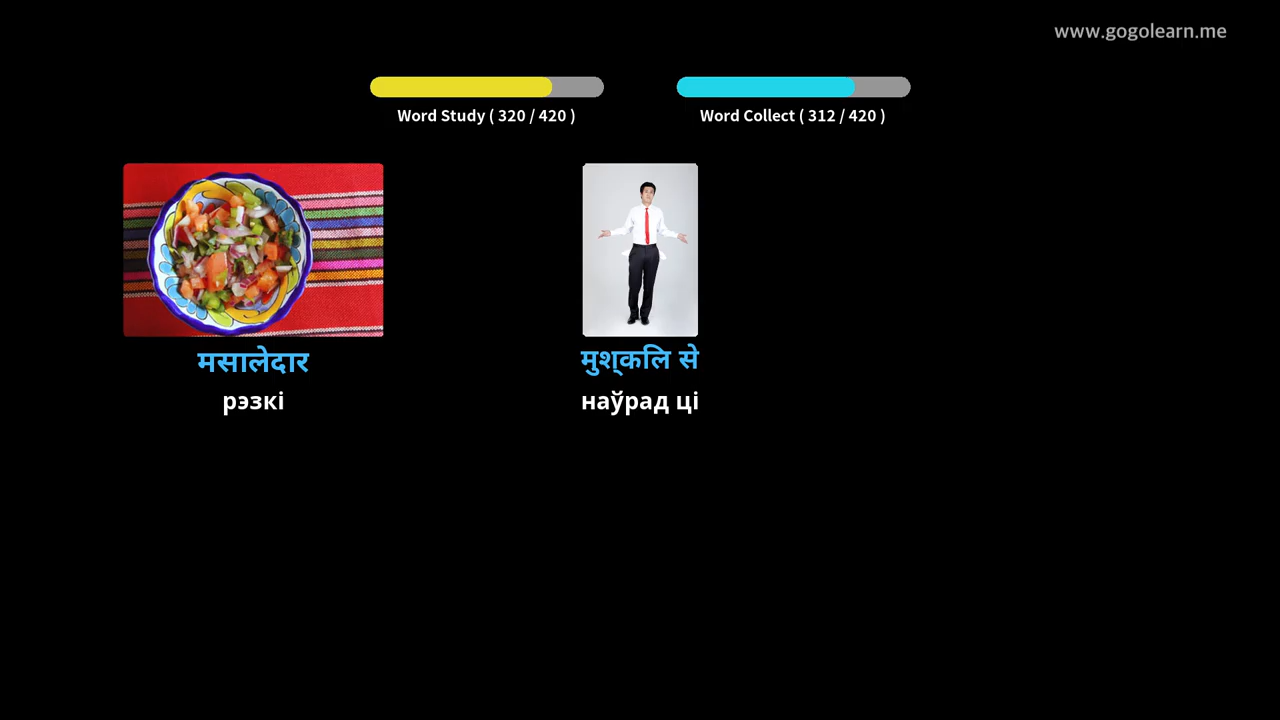 www.gogolearn.me
Word Study ( 320 / 420 )
Word Collect ( 312 / 420 )
मसालेदार
рэзкі
मुश्कलि से
наўрад ці